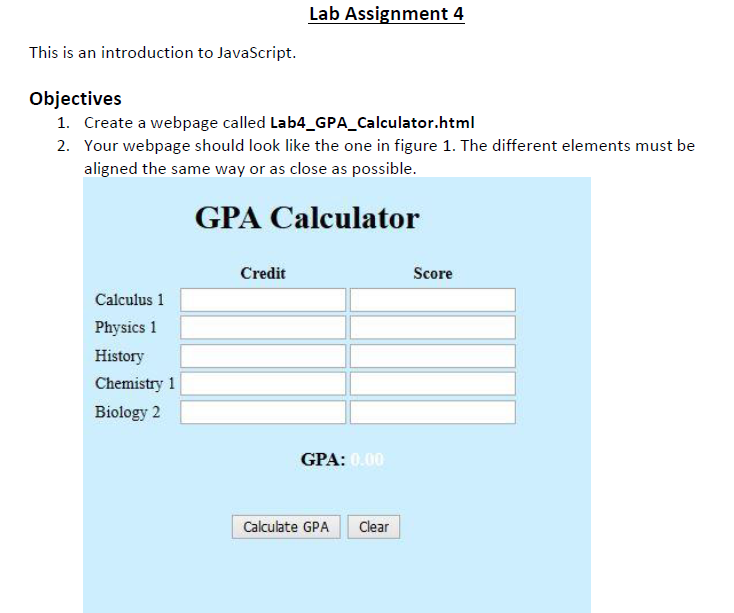 Lab Assignment 4
This is an introduction to JavaScript.
Objectives
1. Create a webpage called Lab4_GPA_Calculator.html
2. Your webpage should look like the one in figure 1. The different elements must be
aligned the same way or as close as possible.
GPA Calculator
Credit Score
Calculus 1
Physics 1
History
Chemistry 1
Biology 2
GPA: 0.00
Calculate GPA Clear